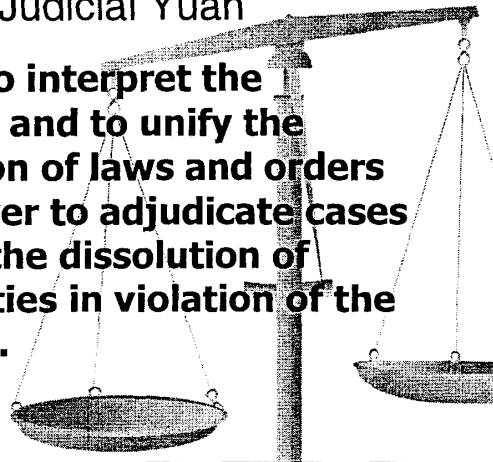 Judicial Yuan
o interpret the
and to unify the
on of laws and orders
er to adjudicate cases
the dissolution of
ties in violation of the
.